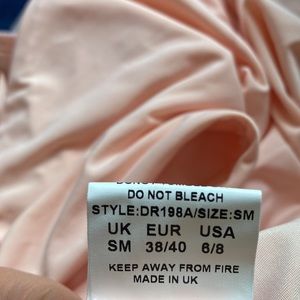 DO NOT BLEACH
STYLE:DR198A/SIZE:SM
UK EUR USA
SM 38/40 6/8
KEEP AWAY FROM FIRE
MADE IN UK